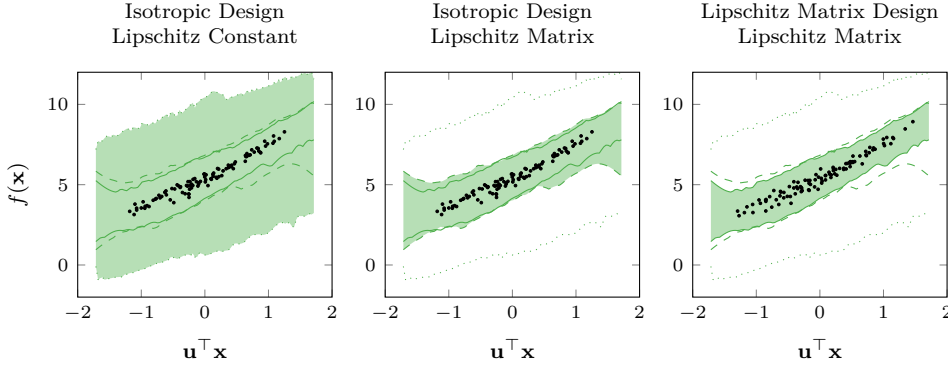 Isotropic Design
Lipschitz Constant
Isotropic Design
Lipschitz Matrix
Lipschitz Matrix Design
Lipschitz Matrix
f(𝐱)
10
5
0
−2 −1 0 1 2
𝐮⊤𝐱
10
5
0
−2 −1 0 1 2
𝐮⊤𝐱
10
5
0
−2 −1 0 1 2
𝐮⊤𝐱